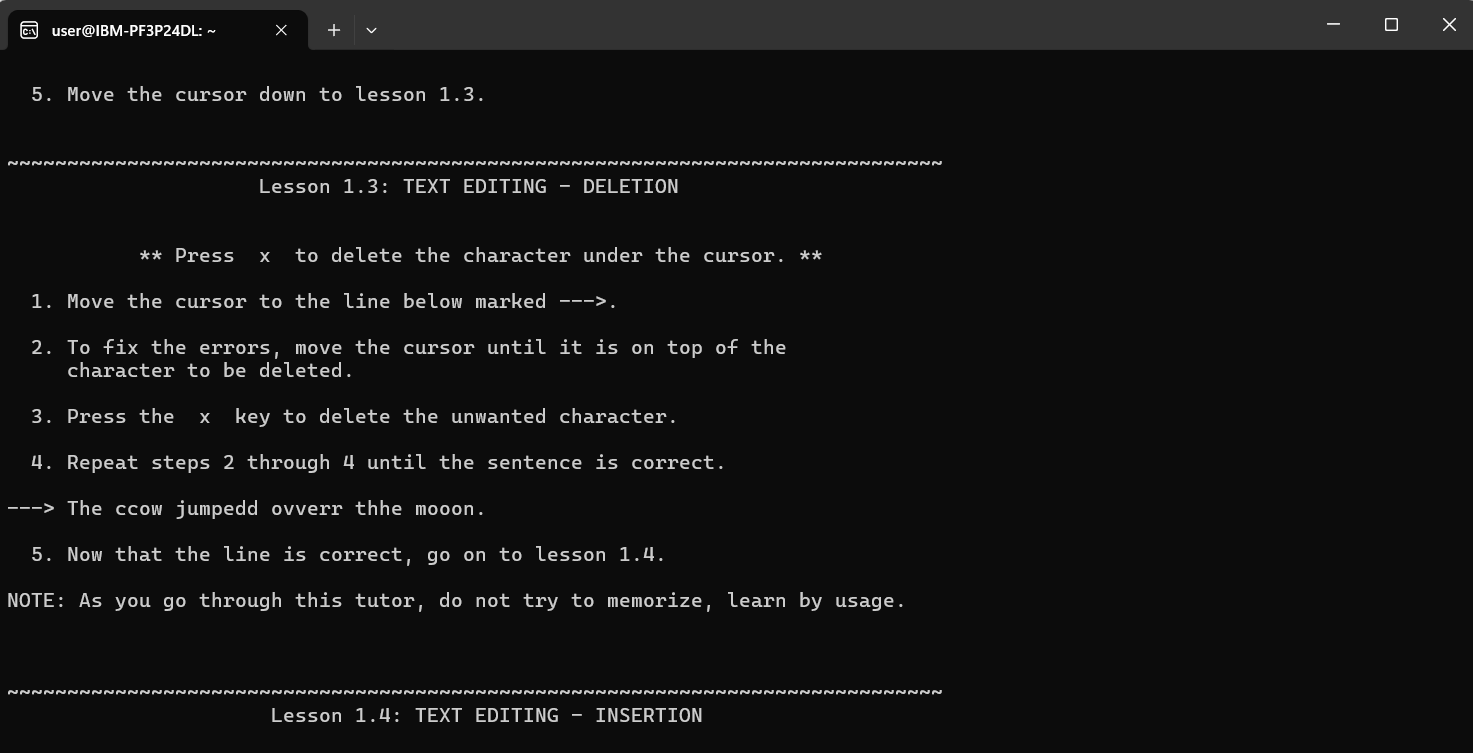 user@IBM-PF3P24DL: ~
5. Move the cursor down to lesson 1.3.
~~~~~~~~~~~~~~~~~~~~~~~~~~~~~~~~~~~~~~~~~~~~~~~~~~~~~~~~~~~~~~~~~~~~~~~~~~~~~~
Lesson 1.3: TEXT EDITING - DELETION
** Press  x  to delete the character under the cursor. **
1. Move the cursor to the line below marked --->.
2. To fix the errors, move the cursor until it is on top of the
character to be deleted.
3. Press the  x  key to delete the unwanted character.
4. Repeat steps 2 through 4 until the sentence is correct.
---> The ccow jumpedd ovverr thhe mooon.
5. Now that the line is correct, go on to lesson 1.4.
NOTE: As you go through this tutor, do not try to memorize, learn by usage.
~~~~~~~~~~~~~~~~~~~~~~~~~~~~~~~~~~~~~~~~~~~~~~~~~~~~~~~~~~~~~~~~~~~~~~~~~~~~~~
Lesson 1.4: TEXT EDITING - INSERTION